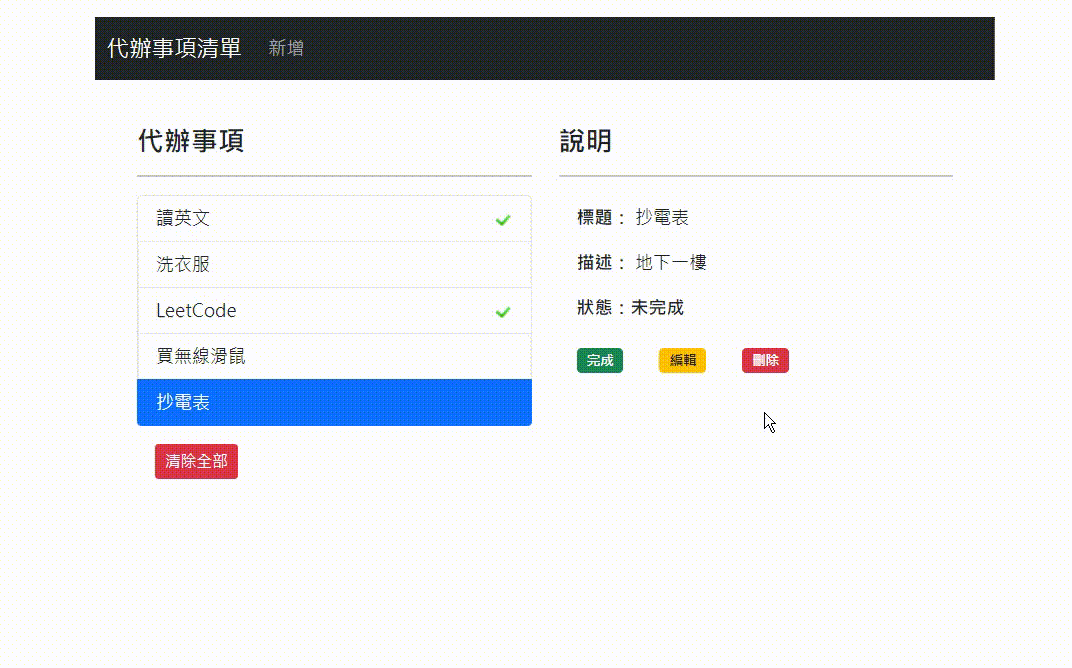 代辦事項清單 新增
代辦事項
讀英文
洗衣服
LeetCode
買無線滑鼠
抄電表
清除全部
說明
標題： 抄電表
描述： 地下一樓
狀態：未完成
完成 編輯 刪除